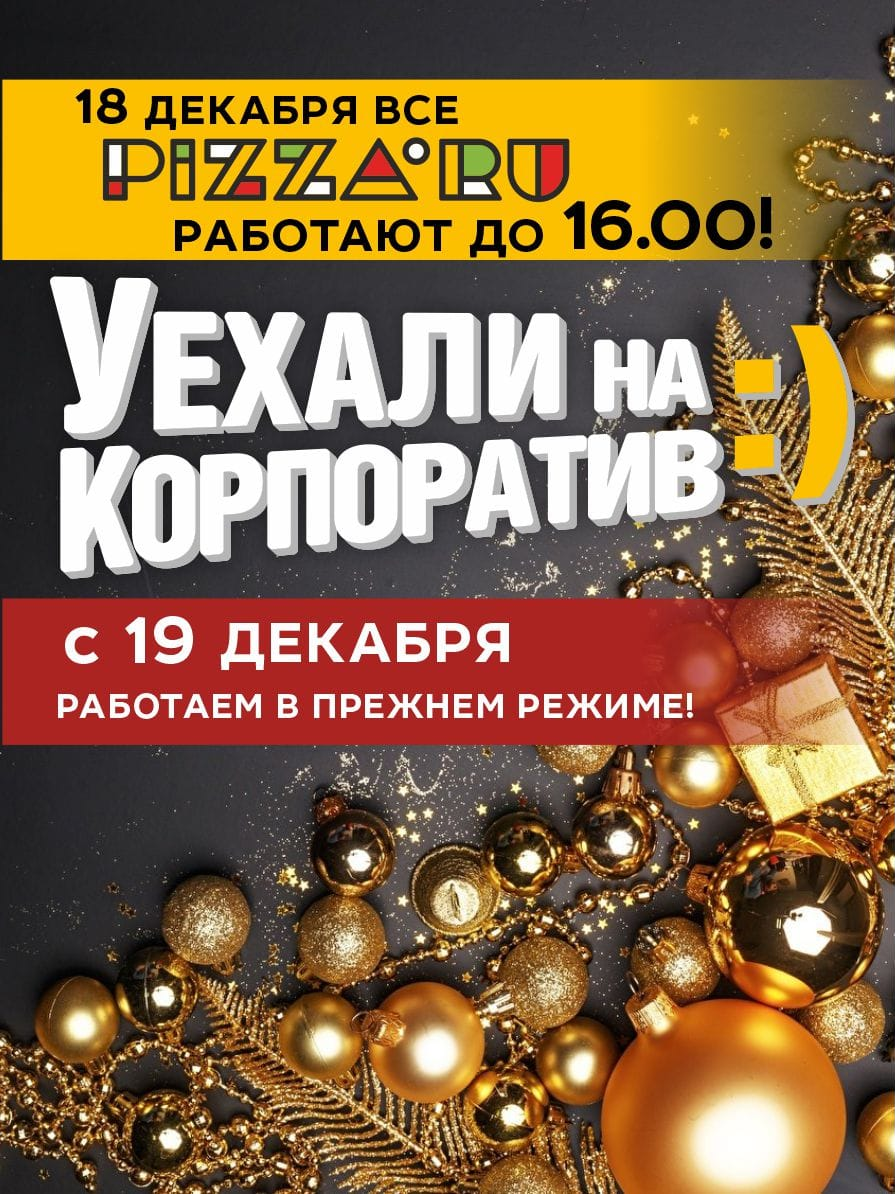 18 ДЕКАБРЯ ВСЕ
PIZZA°RU
РАБОТАЮТ ДО 16.00!
УЕХАЛИ НА
КОРПОРАТИВ :)
С 19 ДЕКАБРЯ
РАБОТАЕМ В ПРЕЖНЕМ РЕЖИМЕ!